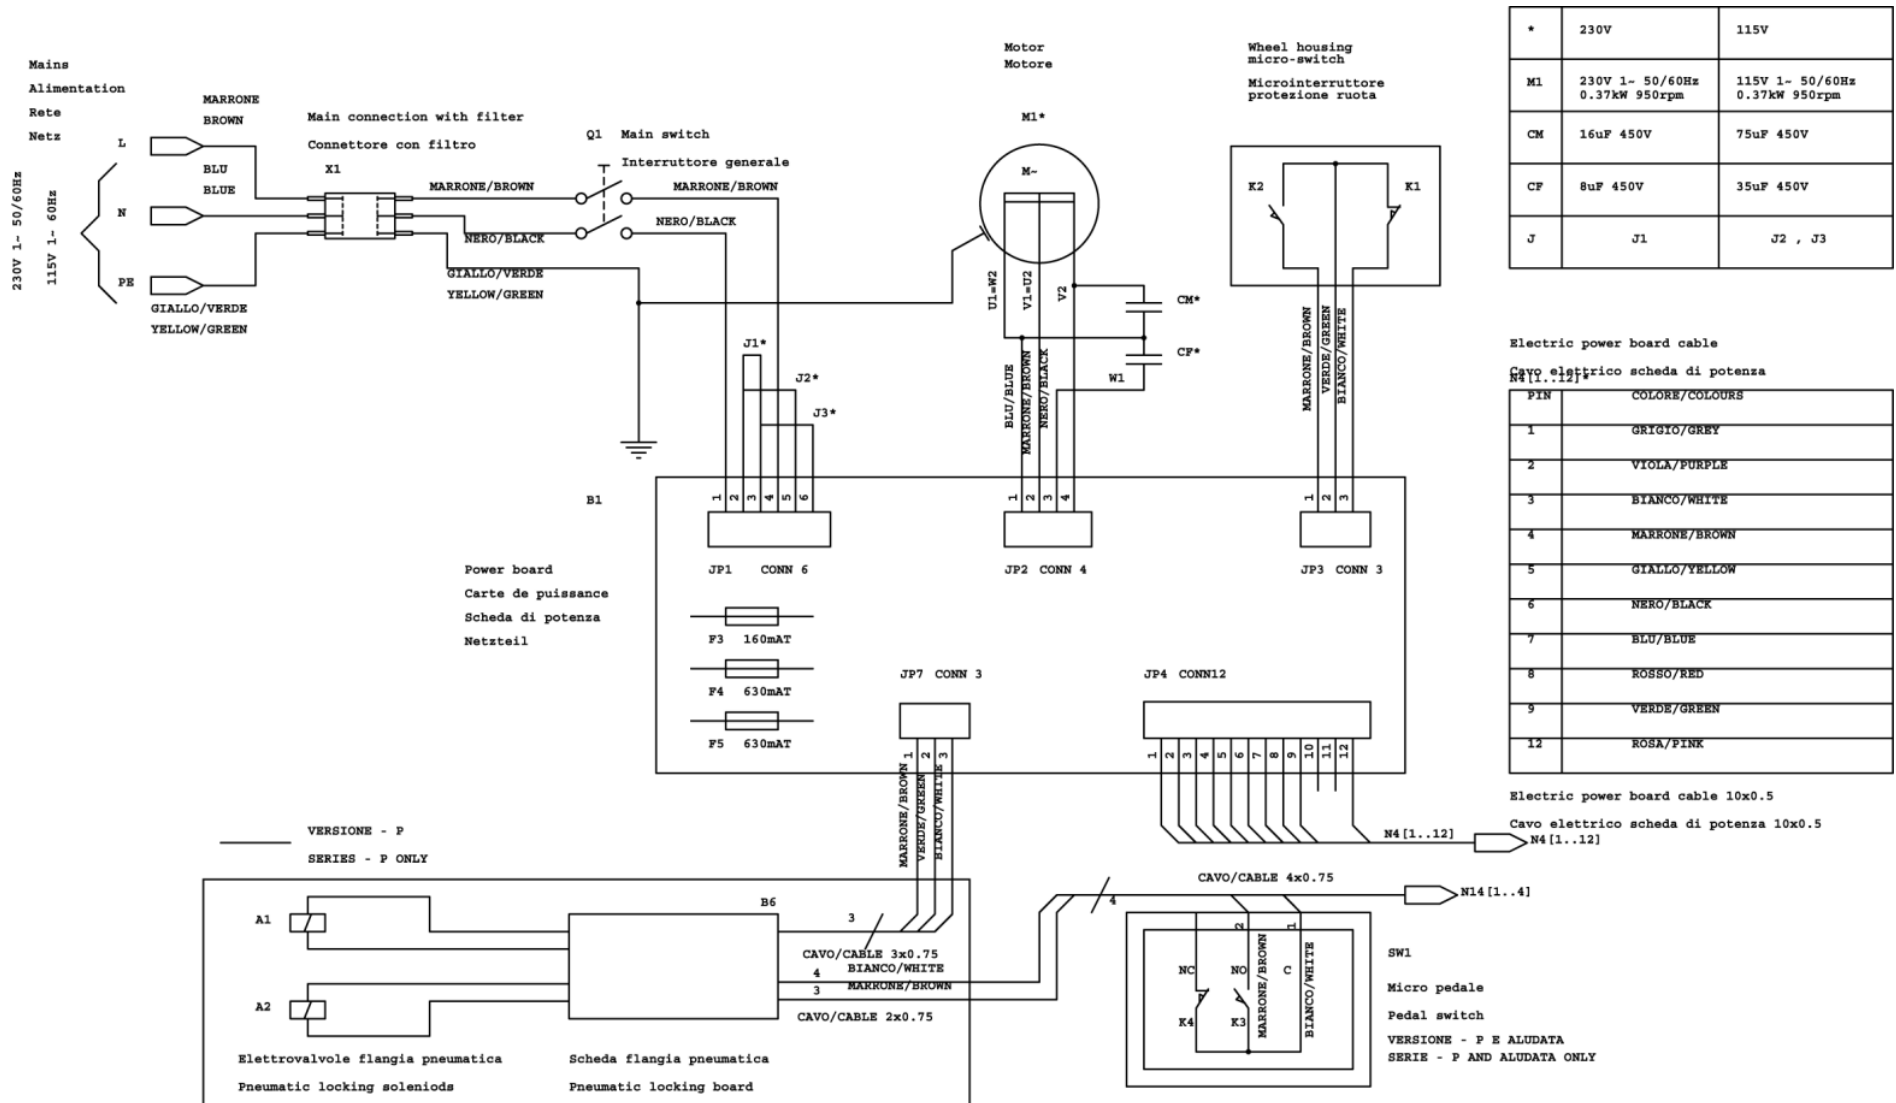 Mains
Alimentation
Rete
Netz
230V 1~ 50/60Hz
115V 1~ 60Hz
L
N
PE
MARRONE
BROWN
BLU
BLUE
GIALLO/VERDE
YELLOW/GREEN
Main connection with filter
Connettore con filtro
X1
Q1 Main switch
Interruttore generale
MARRONE/BROWN
MARRONE/BROWN
NERO/BLACK
NERO/BLACK
GIALLO/VERDE
YELLOW/GREEN
Motor
Motore
M1*
M~
U1=W2
V1=U2
V2
CM*
CF*
W1
BLU/BLUE
MARRONE/BROWN
NERO/BLACK
Wheel housing
micro-switch
Microinterruttore
protezione ruota
K2
K1
MARRONE/BROWN
VERDE/GREEN
BIANCO/WHITE
J1*
J2*
J3*
B1
1 2 3 4 5 6
JP1 CONN 6
1 2 3 4
JP2 CONN 4
1 2 3
JP3 CONN 3
Power board
Carte de puissance
Scheda di potenza
Netzteil
F3 160mAT
F4 630mAT
F5 630mAT
JP7 CONN 3
1 2 3
MARRONE/BROWN
VERDE/GREEN
BIANCO/WHITE
JP4 CONN12
1 2 3 4 5 6 7 8 9 10 11 12
N4[1..12]
N4[1..12]
VERSIONE - P
SERIES - P ONLY
A1
A2
B6
3
CAVO/CABLE 3x0.75
4 BIANCO/WHITE
3 MARRONE/BROWN
CAVO/CABLE 2x0.75
Elettrovalvole flangia pneumatica
Pneumatic locking soleniods
Scheda flangia pneumatica
Pneumatic locking board
4
CAVO/CABLE 4x0.75
N14[1..4]
2
1
NC
NO
C
K4
K3
MARRONE/BROWN
BIANCO/WHITE
SW1
Micro pedale
Pedal switch
VERSIONE - P E ALUDATA
SERIE - P AND ALUDATA ONLY
* 230V 115V
M1 230V 1~ 50/60Hz 115V 1~ 50/60Hz
0.37kW 950rpm 0.37kW 950rpm
CM 16uF 450V 75uF 450V
CF 8uF 450V 35uF 450V
J J1 J2 , J3
Electric power board cable
Cavo elettrico scheda di potenza
N4[1..12]*
PIN COLORE/COLOURS
1 GRIGIO/GREY
2 VIOLA/PURPLE
3 BIANCO/WHITE
4 MARRONE/BROWN
5 GIALLO/YELLOW
6 NERO/BLACK
7 BLU/BLUE
8 ROSSO/RED
9 VERDE/GREEN
12 ROSA/PINK
Electric power board cable 10x0.5
Cavo elettrico scheda di potenza 10x0.5